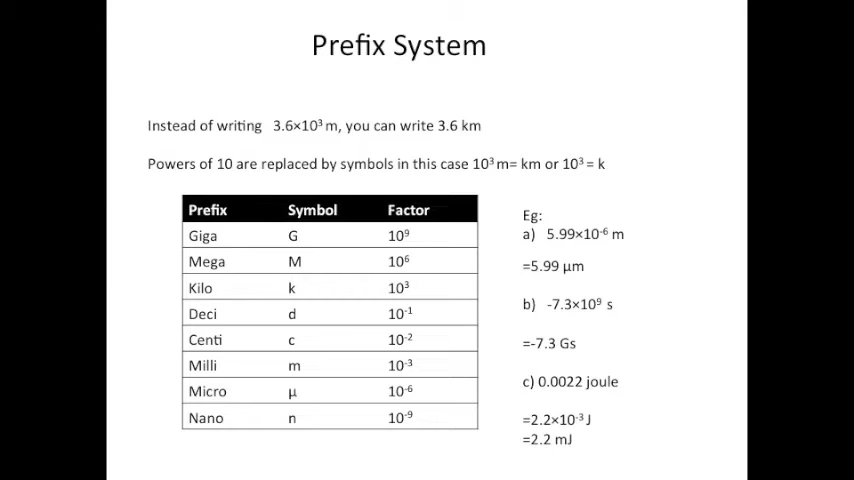 Prefix System
Instead of writing 3.6×10³ m, you can write 3.6 km
Powers of 10 are replaced by symbols in this case 10³ m= km or 10³ = k
Prefix Symbol Factor
Giga G 10⁹
Mega M 10⁶
Kilo k 10³
Deci d 10⁻¹
Centi c 10⁻²
Milli m 10⁻³
Micro μ 10⁻⁶
Nano n 10⁻⁹
Eg:
a) 5.99×10⁻⁶ m
=5.99 μm
b) -7.3×10⁹ s
=-7.3 Gs
c) 0.0022 joule
=2.2×10⁻³ J
=2.2 mJ